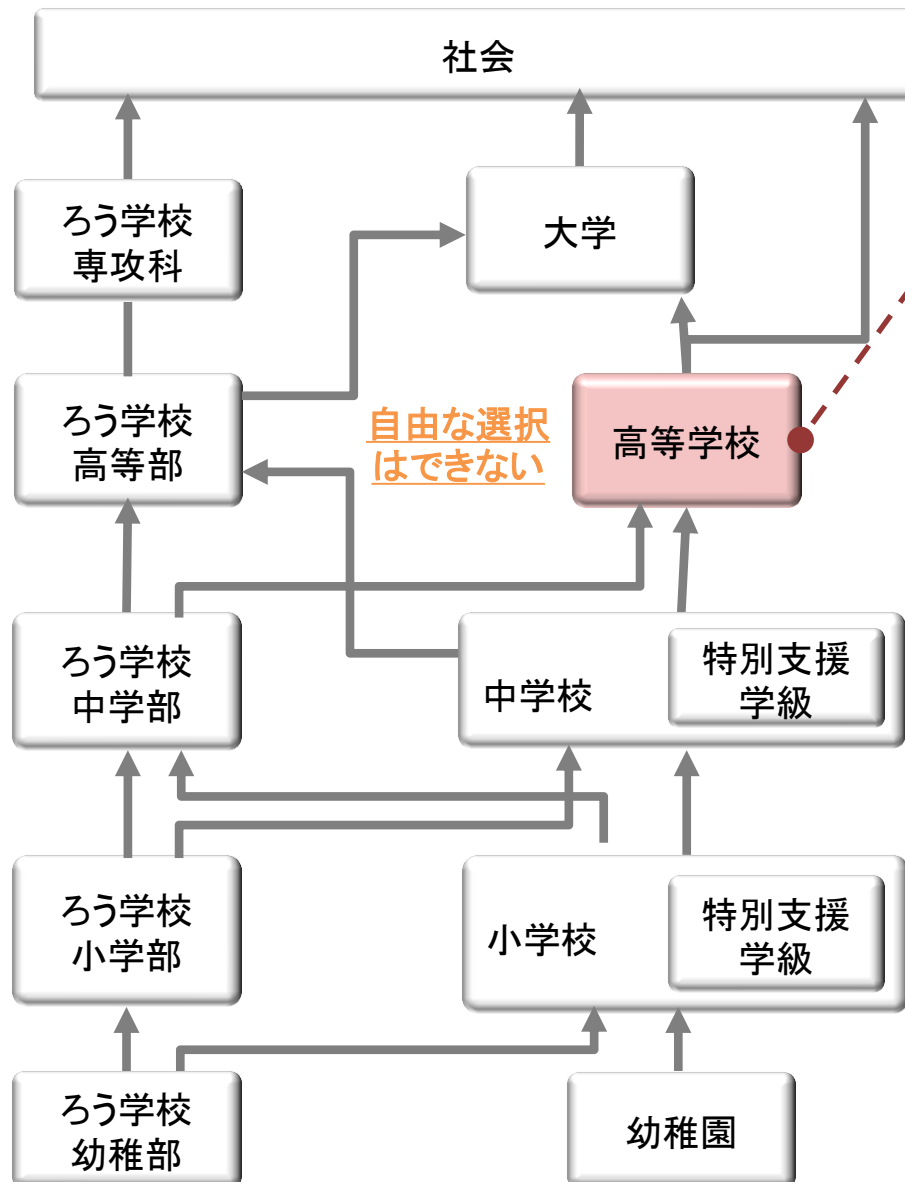 社会
ろう学校
専攻科
大学
ろう学校
高等部
自由な選択
はできない
高等学校
ろう学校
中学部
中学校
特別支援
学級
ろう学校
小学部
小学校
特別支援
学級
ろう学校
幼稚部
幼稚園